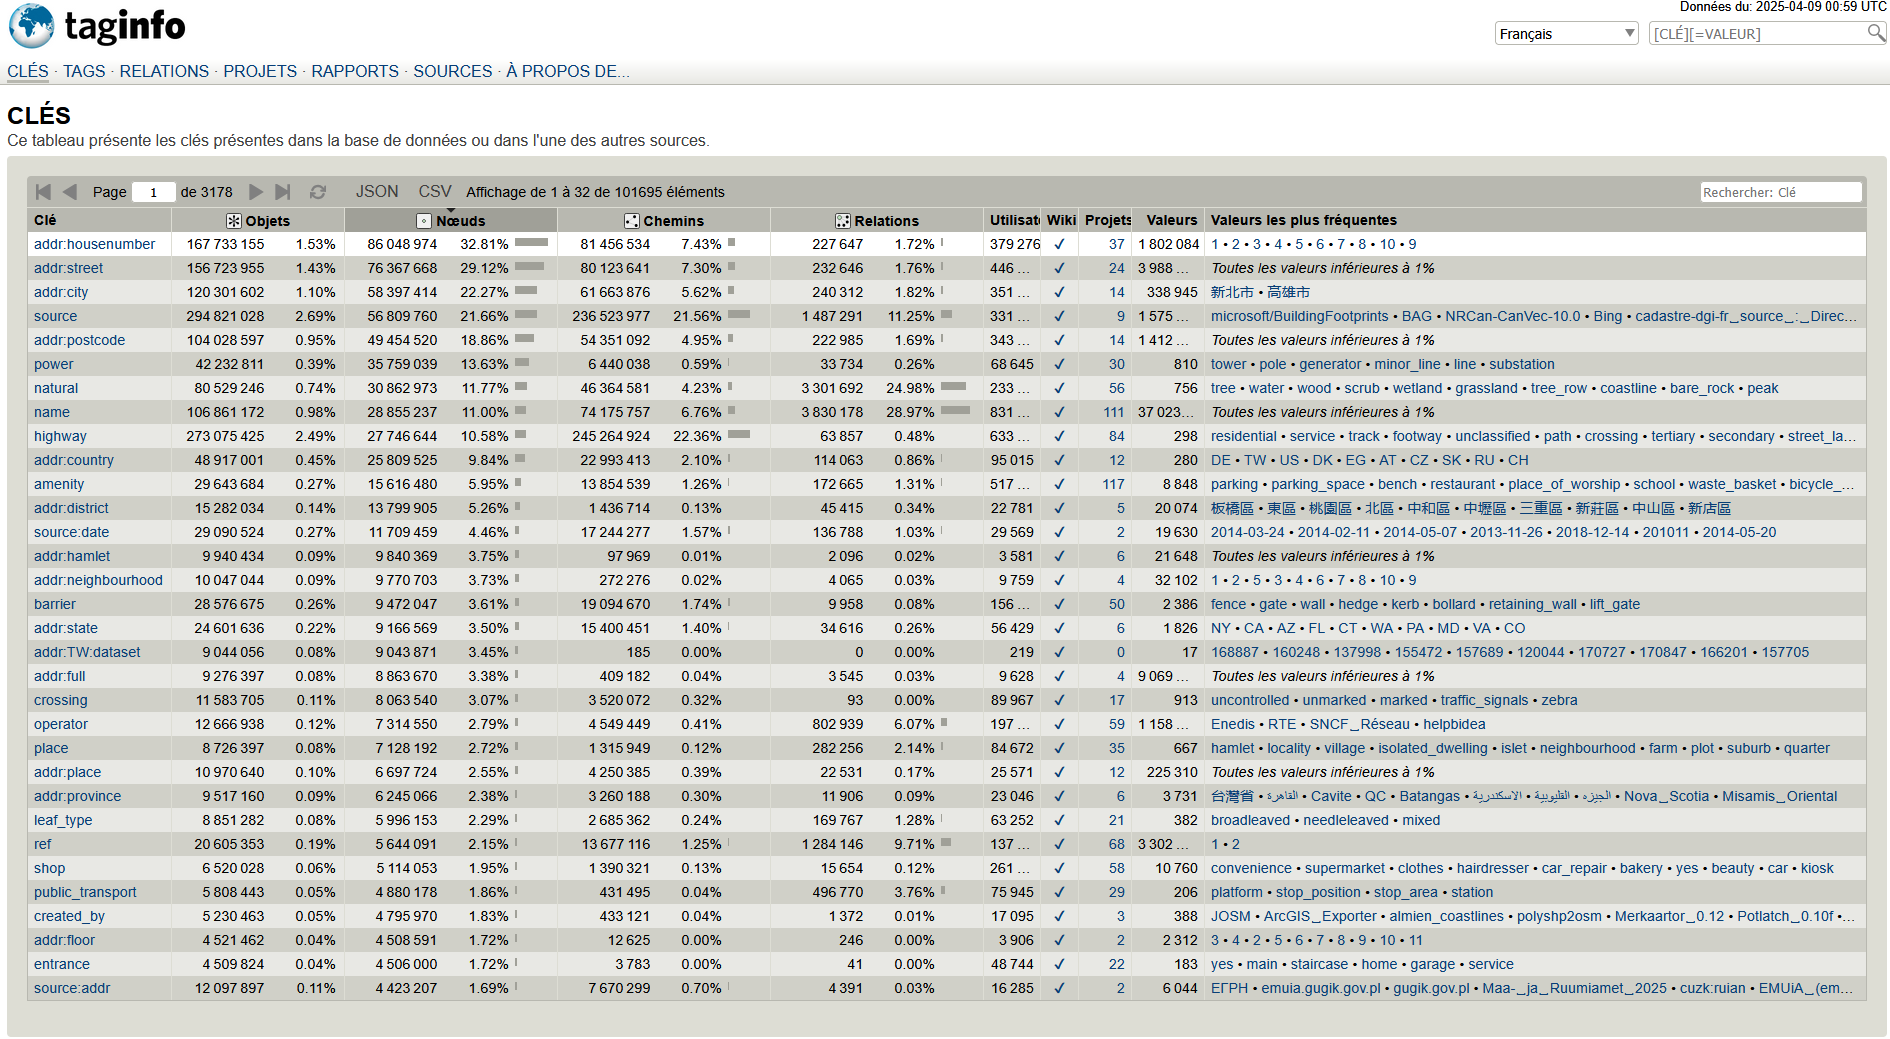 Données du: 2025-04-09 00:59 UTC
taginfo
Français
[CLÉ][=VALEUR]
CLÉS · TAGS · RELATIONS · PROJETS · RAPPORTS · SOURCES · À PROPOS DE...
CLÉS
Ce tableau présente les clés présentes dans la base de données ou dans l'une des autres sources.
Page 1 de 3178 JSON CSV Affichage de 1 à 32 de 101695 éléments Rechercher: Clé
Clé Objets Nœuds Chemins Relations Utilisat Wiki Projets Valeurs Valeurs les plus fréquentes
addr:housenumber 167 733 155 1.53% 86 048 974 32.81% 81 456 534 7.43% 227 647 1.72% 379 276 ✓ 37 1 802 084 1 • 2 • 3 • 4 • 5 • 6 • 7 • 8 • 10 • 9
addr:street 156 723 955 1.43% 76 367 668 29.12% 80 123 641 7.30% 232 646 1.76% 446 ... ✓ 24 3 988 ... Toutes les valeurs inférieures à 1%
addr:city 120 301 602 1.10% 58 397 414 22.27% 61 663 876 5.62% 240 312 1.82% 351 ... ✓ 14 338 945 新北市 • 高雄市
source 294 821 028 2.69% 56 809 760 21.66% 236 523 977 21.56% 1 487 291 11.25% 331 ... ✓ 9 1 575 ... microsoft/BuildingFootprints • BAG • NRCan-CanVec-10.0 • Bing • cadastre-dgi-fr␣source␣:␣Direc...
addr:postcode 104 028 597 0.95% 49 454 520 18.86% 54 351 092 4.95% 222 985 1.69% 343 ... ✓ 14 1 412 ... Toutes les valeurs inférieures à 1%
power 42 232 811 0.39% 35 759 039 13.63% 6 440 038 0.59% 33 734 0.26% 68 645 ✓ 30 810 tower • pole • generator • minor_line • line • substation
natural 80 529 246 0.74% 30 862 973 11.77% 46 364 581 4.23% 3 301 692 24.98% 233 ... ✓ 56 756 tree • water • wood • scrub • wetland • grassland • tree_row • coastline • bare_rock • peak
name 106 861 172 0.98% 28 855 237 11.00% 74 175 757 6.76% 3 830 178 28.97% 831 ... ✓ 111 37 023... Toutes les valeurs inférieures à 1%
highway 273 075 425 2.49% 27 746 644 10.58% 245 264 924 22.36% 63 857 0.48% 633 ... ✓ 84 298 residential • service • track • footway • unclassified • path • crossing • tertiary • secondary • street_la...
addr:country 48 917 001 0.45% 25 809 525 9.84% 22 993 413 2.10% 114 063 0.86% 95 015 ✓ 12 280 DE • TW • US • DK • EG • AT • CZ • SK • RU • CH
amenity 29 643 684 0.27% 15 616 480 5.95% 13 854 539 1.26% 172 665 1.31% 517 ... ✓ 117 8 848 parking • parking_space • bench • restaurant • place_of_worship • school • waste_basket • bicycle_...
addr:district 15 282 034 0.14% 13 799 905 5.26% 1 436 714 0.13% 45 415 0.34% 22 781 ✓ 5 20 074 板橋區 • 東區 • 桃園區 • 北區 • 中和區 • 中壢區 • 三重區 • 新莊區 • 中山區 • 新店區
source:date 29 090 524 0.27% 11 709 459 4.46% 17 244 277 1.57% 136 788 1.03% 29 569 ✓ 2 19 630 2014-03-24 • 2014-02-11 • 2014-05-07 • 2013-11-26 • 2018-12-14 • 201011 • 2014-05-20
addr:hamlet 9 940 434 0.09% 9 840 369 3.75% 97 969 0.01% 2 096 0.02% 3 581 ✓ 6 21 648 Toutes les valeurs inférieures à 1%
addr:neighbourhood 10 047 044 0.09% 9 770 703 3.73% 272 276 0.02% 4 065 0.03% 9 759 ✓ 4 32 102 1 • 2 • 5 • 3 • 4 • 6 • 7 • 8 • 10 • 9
barrier 28 576 675 0.26% 9 472 047 3.61% 19 094 670 1.74% 9 958 0.08% 156 ... ✓ 50 2 386 fence • gate • wall • hedge • kerb • bollard • retaining_wall • lift_gate
addr:state 24 601 636 0.22% 9 166 569 3.50% 15 400 451 1.40% 34 616 0.26% 56 429 ✓ 6 1 826 NY • CA • AZ • FL • CT • WA • PA • MD • VA • CO
addr:TW:dataset 9 044 056 0.08% 9 043 871 3.45% 185 0.00% 0 0.00% 219 ✓ 0 17 168887 • 160248 • 137998 • 155472 • 157689 • 120044 • 170727 • 170847 • 166201 • 157705
addr:full 9 276 397 0.08% 8 863 670 3.38% 409 182 0.04% 3 545 0.03% 9 628 ✓ 4 9 069 ... Toutes les valeurs inférieures à 1%
crossing 11 583 705 0.11% 8 063 540 3.07% 3 520 072 0.32% 93 0.00% 89 967 ✓ 17 913 uncontrolled • unmarked • marked • traffic_signals • zebra
operator 12 666 938 0.12% 7 314 550 2.79% 4 549 449 0.41% 802 939 6.07% 197 ... ✓ 59 1 158 ... Enedis • RTE • SNCF␣Réseau • helpbidea
place 8 726 397 0.08% 7 128 192 2.72% 1 315 949 0.12% 282 256 2.14% 84 672 ✓ 35 667 hamlet • locality • village • isolated_dwelling • islet • neighbourhood • farm • plot • suburb • quarter
addr:place 10 970 640 0.10% 6 697 724 2.55% 4 250 385 0.39% 22 531 0.17% 25 571 ✓ 12 225 310 Toutes les valeurs inférieures à 1%
addr:province 9 517 160 0.09% 6 245 066 2.38% 3 260 188 0.30% 11 906 0.09% 23 046 ✓ 6 3 731 台灣省 • القاهرة • Cavite • QC • Batangas • الاسكندرية • القليوبية • الجيزه • Nova␣Scotia • Misamis␣Oriental
leaf_type 8 851 282 0.08% 5 996 153 2.29% 2 685 362 0.24% 169 767 1.28% 63 252 ✓ 21 382 broadleaved • needleleaved • mixed
ref 20 605 353 0.19% 5 644 091 2.15% 13 677 116 1.25% 1 284 146 9.71% 137 ... ✓ 68 3 302 ... 1 • 2
shop 6 520 028 0.06% 5 114 053 1.95% 1 390 321 0.13% 15 654 0.12% 261 ... ✓ 58 10 760 convenience • supermarket • clothes • hairdresser • car_repair • bakery • yes • beauty • car • kiosk
public_transport 5 808 443 0.05% 4 880 178 1.86% 431 495 0.04% 496 770 3.76% 75 945 ✓ 29 206 platform • stop_position • stop_area • station
created_by 5 230 463 0.05% 4 795 970 1.83% 433 121 0.04% 1 372 0.01% 17 095 ✓ 3 388 JOSM • ArcGIS␣Exporter • almien_coastlines • polyshp2osm • Merkaartor␣0.12 • Potlatch␣0.10f •...
addr:floor 4 521 462 0.04% 4 508 591 1.72% 12 625 0.00% 246 0.00% 3 906 ✓ 2 2 312 3 • 4 • 2 • 5 • 6 • 7 • 8 • 9 • 10 • 11
entrance 4 509 824 0.04% 4 506 000 1.72% 3 783 0.00% 41 0.00% 48 744 ✓ 22 183 yes • main • staircase • home • garage • service
source:addr 12 097 897 0.11% 4 423 207 1.69% 7 670 299 0.70% 4 391 0.03% 16 285 ✓ 2 6 044 ЕГРН • emuia.gugik.gov.pl • gugik.gov.pl • Maa-␣ja␣Ruumiamet␣2025 • cuzk:ruian • EMUiA␣(em...